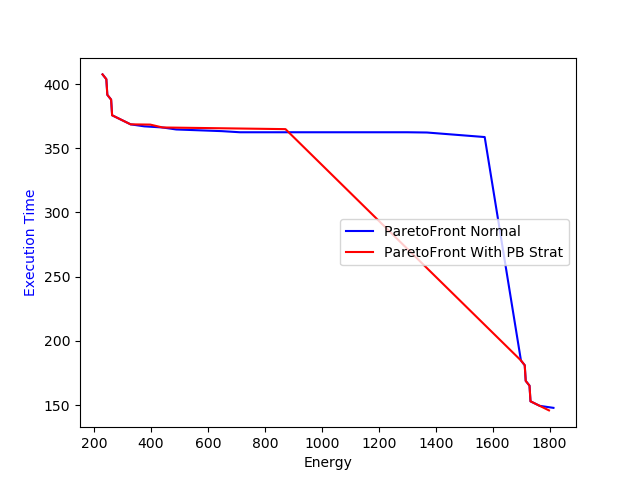 400
350
300
250
200
150
Execution Time
ParetoFront Normal
ParetoFront With PB Strat
200 400 600 800 1000 1200 1400 1600 1800
Energy